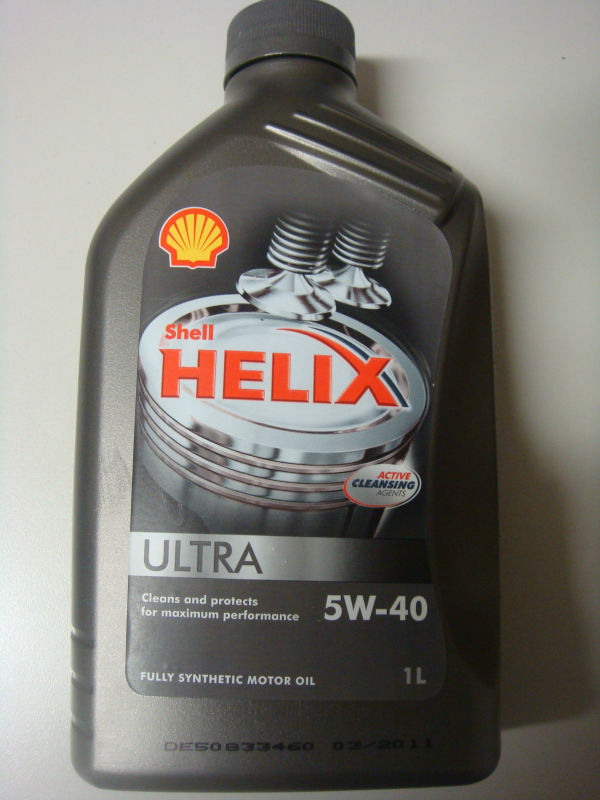 Shell
HELIX
ACTIVE
CLEANSING
AGENTS
ULTRA
Cleans and protects
for maximum performance
5W-40
FULLY SYNTHETIC MOTOR OIL
1L
DE50833460 03/2011